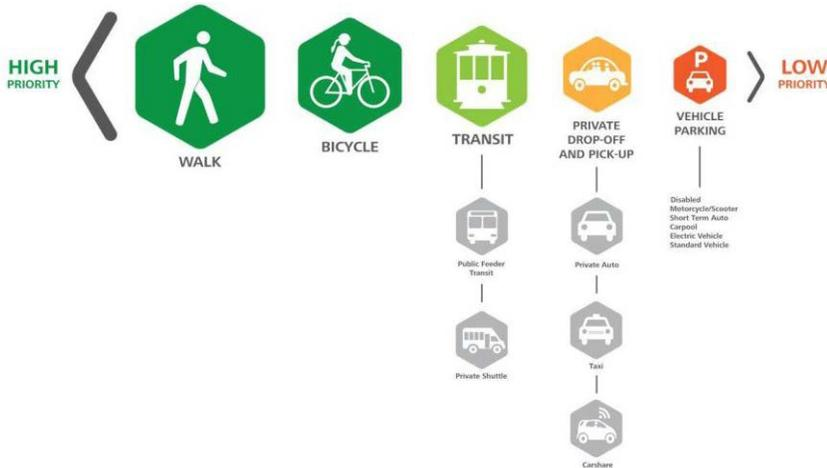 HIGH
PRIORITY
WALK
BICYCLE
TRANSIT
PRIVATE
DROP-OFF
AND PICK-UP
P
VEHICLE
PARKING
LOW
PRIORITY
Public Feeder
Transit
Private Shuttle
Private Auto
Taxi
Carshare
Disabled
Motorcycle/Scooter
Short Term Auto
Carpool
Electric Vehicle
Standard Vehicle